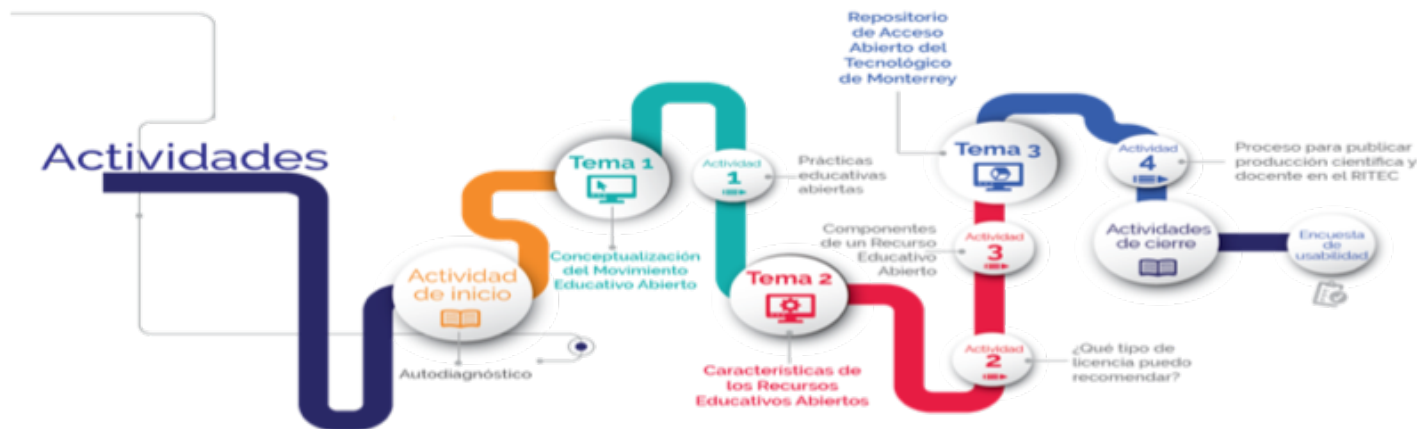 Actividades
Actividad
de inicio
Autodiagnóstico
Tema 1
Conceptualización
del Movimiento
Educativo Abierto
Actividad
1
Prácticas
educativas
abiertas
Tema 2
Características de
los Recursos
Educativos Abiertos
Actividad
2
¿Qué tipo de
licencia puedo
recomendar?
Actividad
3
Componentes
de un Recurso
Educativo
Abierto
Tema 3
Repositorio
de Acceso
Abierto del
Tecnológico
de Monterrey
Actividad
4
Proceso para publicar
producción científica y
docente en el RITEC
Actividades
de cierre
Encuesta
de
usabilidad